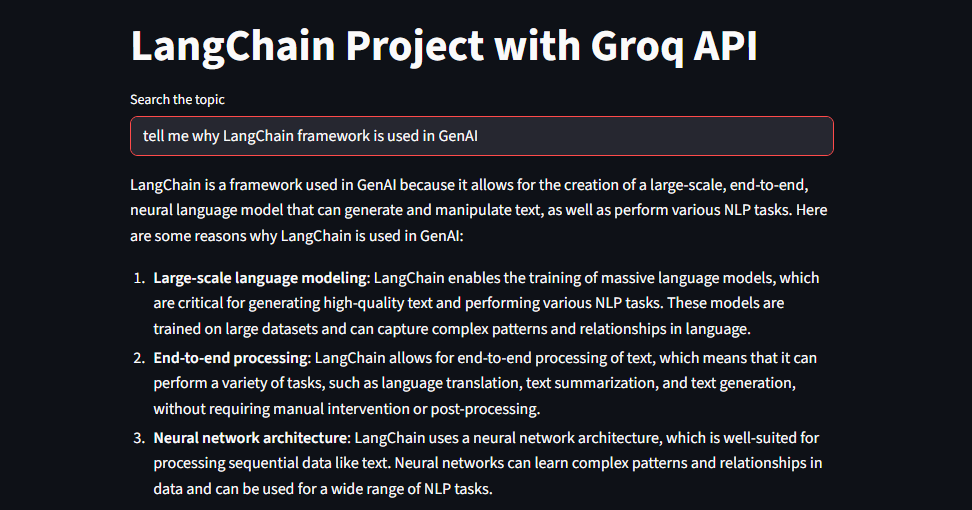 LangChain Project with Groq API
Search the topic
tell me why LangChain framework is used in GenAI
LangChain is a framework used in GenAI because it allows for the creation of a large-scale, end-to-end,
neural language model that can generate and manipulate text, as well as perform various NLP tasks. Here
are some reasons why LangChain is used in GenAI:
1. Large-scale language modeling: LangChain enables the training of massive language models, which
are critical for generating high-quality text and performing various NLP tasks. These models are
trained on large datasets and can capture complex patterns and relationships in language.
2. End-to-end processing: LangChain allows for end-to-end processing of text, which means that it can
perform a variety of tasks, such as language translation, text summarization, and text generation,
without requiring manual intervention or post-processing.
3. Neural network architecture: LangChain uses a neural network architecture, which is well-suited for
processing sequential data like text. Neural networks can learn complex patterns and relationships in
data and can be used for a wide range of NLP tasks.